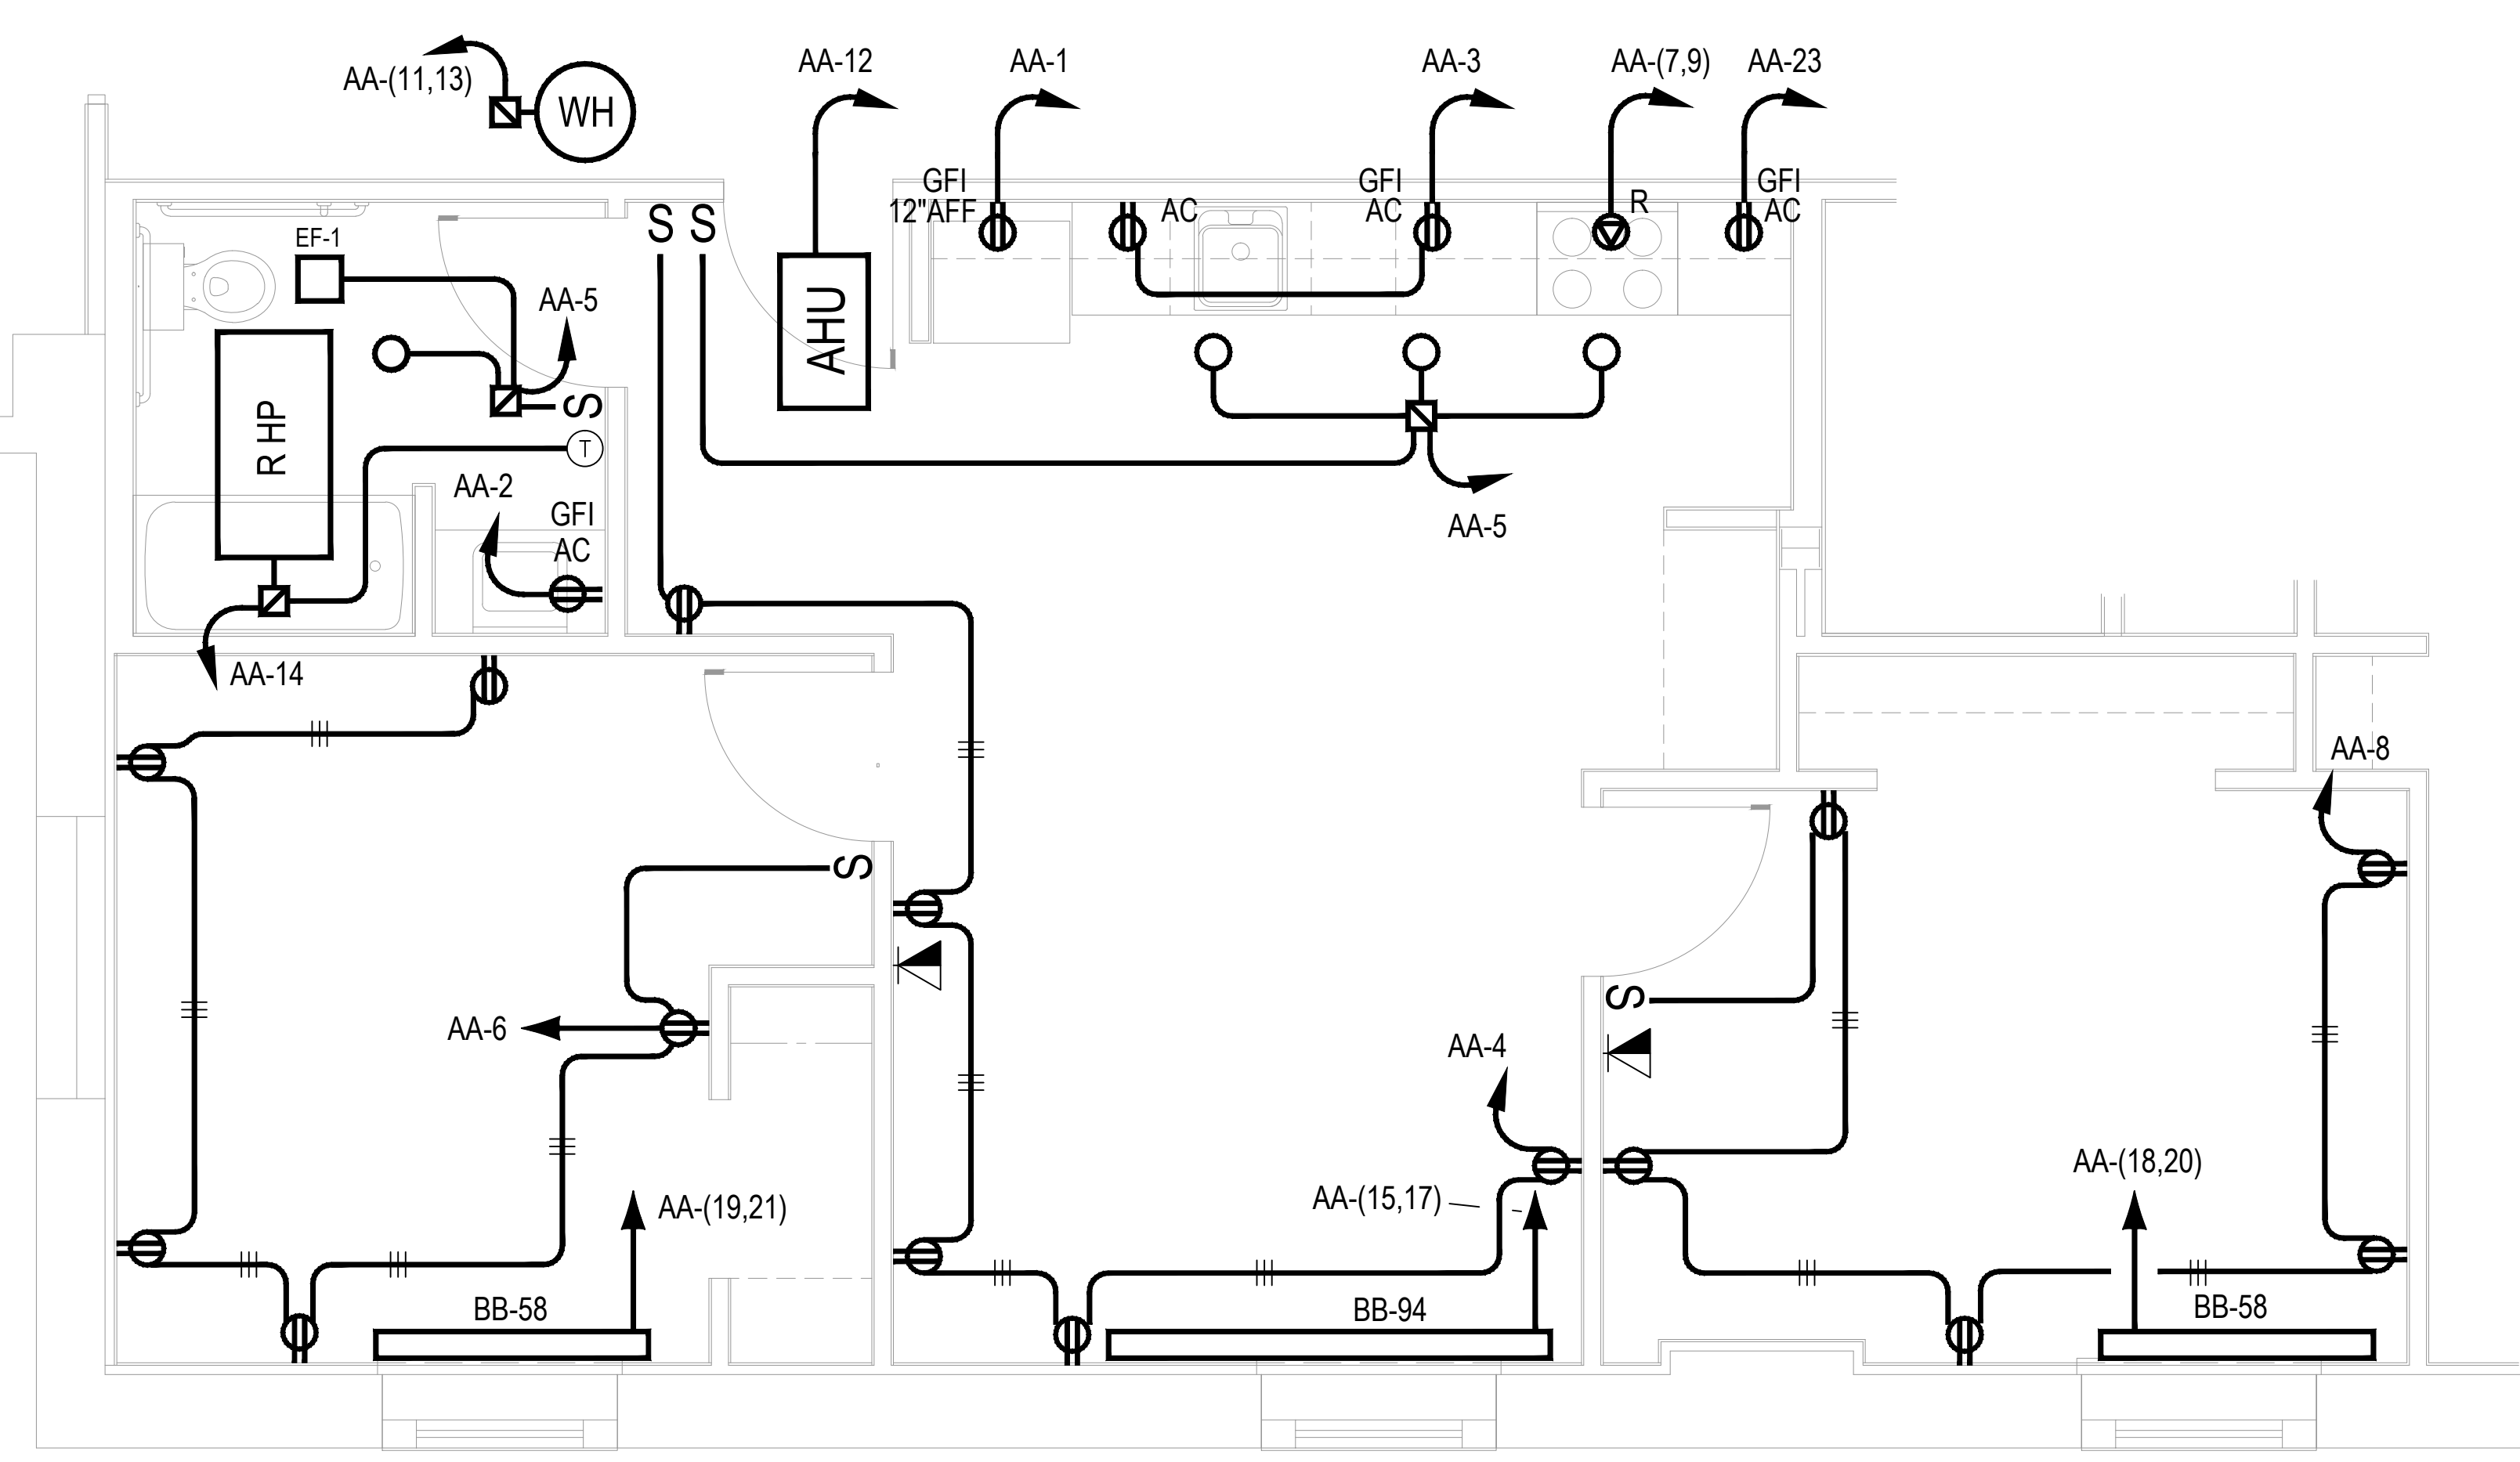 AA-12
AA-1
AA-3
AA-(7,9)
AA-23
AA-(11,13)
WH
GFI
12"AFF
AC
GFI
AC
R
GFI
AC
S
S
EF-1
AA-5
AHU
R HP
S
T
AA-2
GFI
AC
AA-5
AA-14
AA-8
S
S
AA-6
AA-4
AA-(18,20)
AA-(19,21)
AA-(15,17)
BB-58
BB-94
BB-58